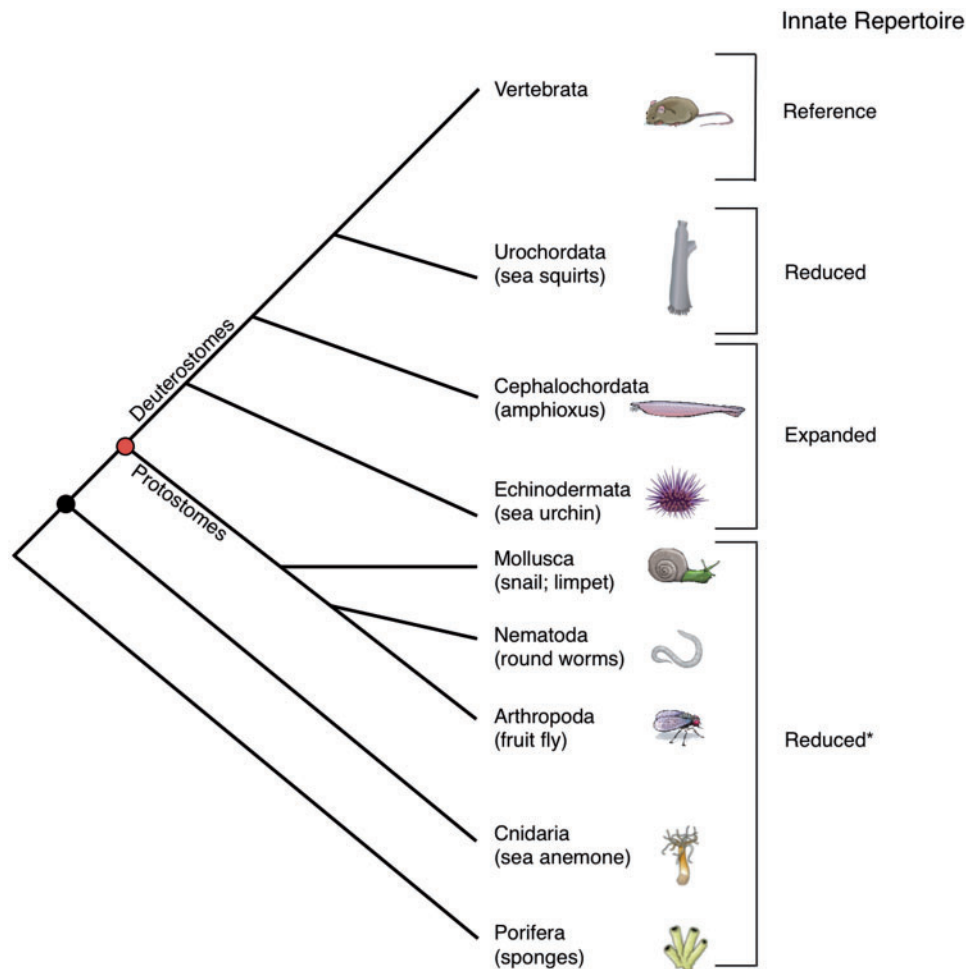 Innate Repertoire
Vertebrata
Reference
Urochordata
(sea squirts)
Reduced
Deuterostomes
Cephalochordata
(amphioxus)
Expanded
Protostomes
Echinodermata
(sea urchin)
Mollusca
(snail; limpet)
Nematoda
(round worms)
Arthropoda
(fruit fly)
Reduced*
Cnidaria
(sea anemone)
Porifera
(sponges)